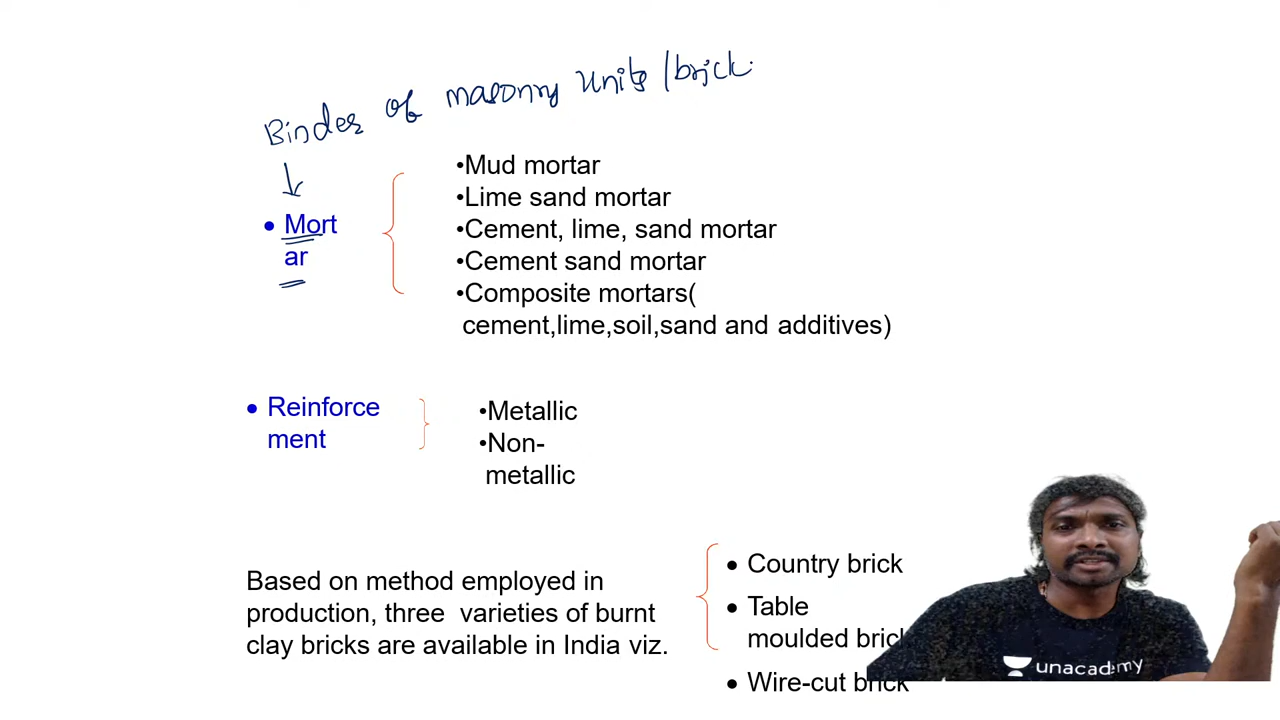 Binder of masonry units/brick.
• Mort
ar
•Mud mortar
•Lime sand mortar
•Cement, lime, sand mortar
•Cement sand mortar
•Composite mortars(
cement,lime,soil,sand and additives)
• Reinforce
ment
•Metallic
•Non-
metallic
Based on method employed in
production, three varieties of burnt
clay bricks are available in India viz.
• Country brick
• Table
moulded brick
• Wire-cut brick
unacademy